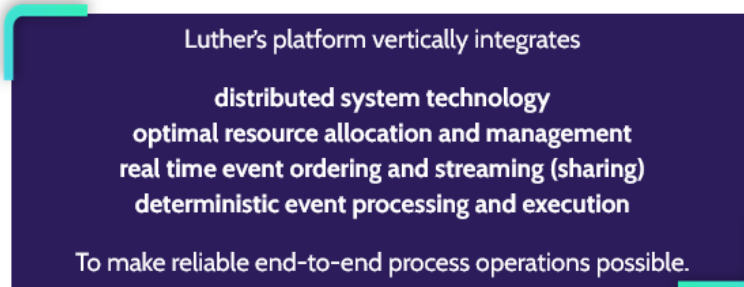 Luther's platform vertically integrates
distributed system technology
optimal resource allocation and management
real time event ordering and streaming (sharing)
deterministic event processing and execution
To make reliable end-to-end process operations possible.